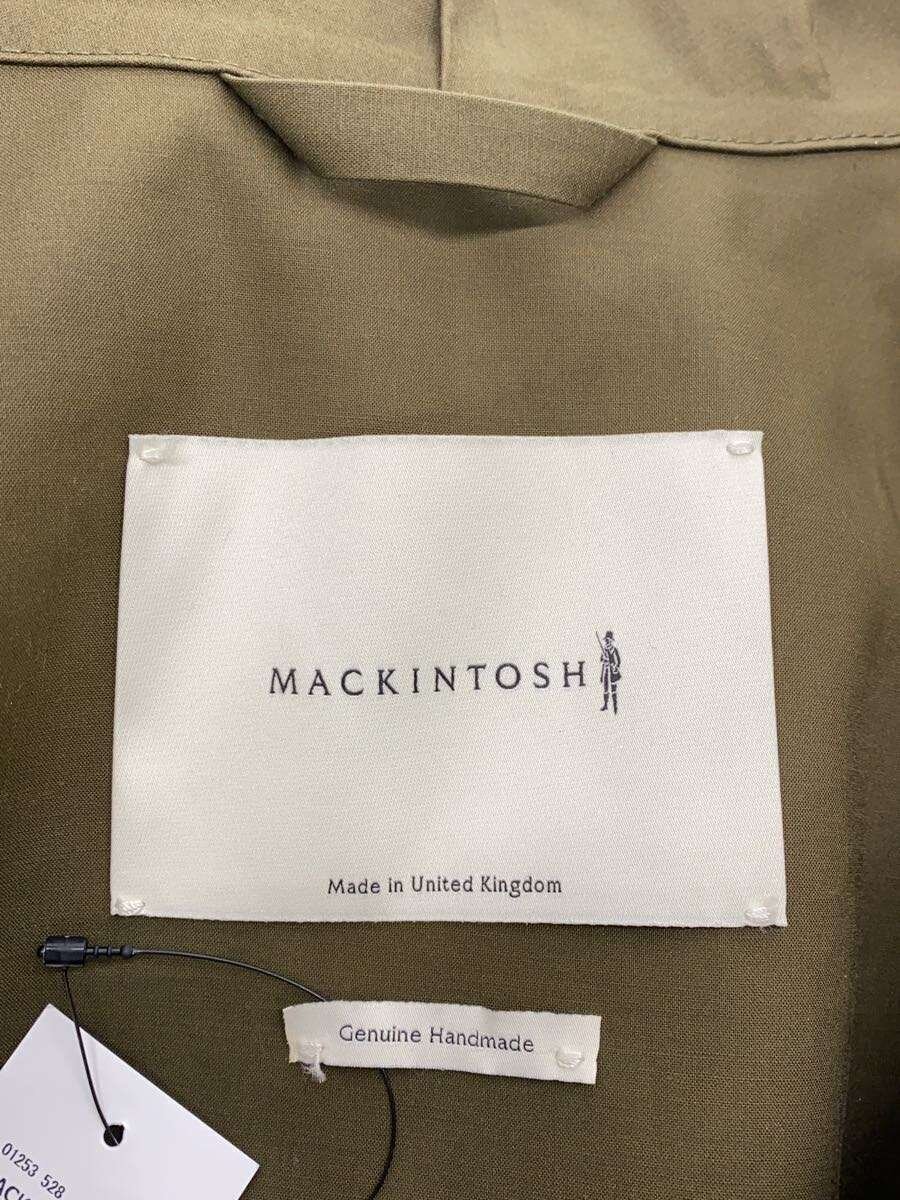 MACKINTOSH
Made in United Kingdom
Genuine Handmade
01253 528